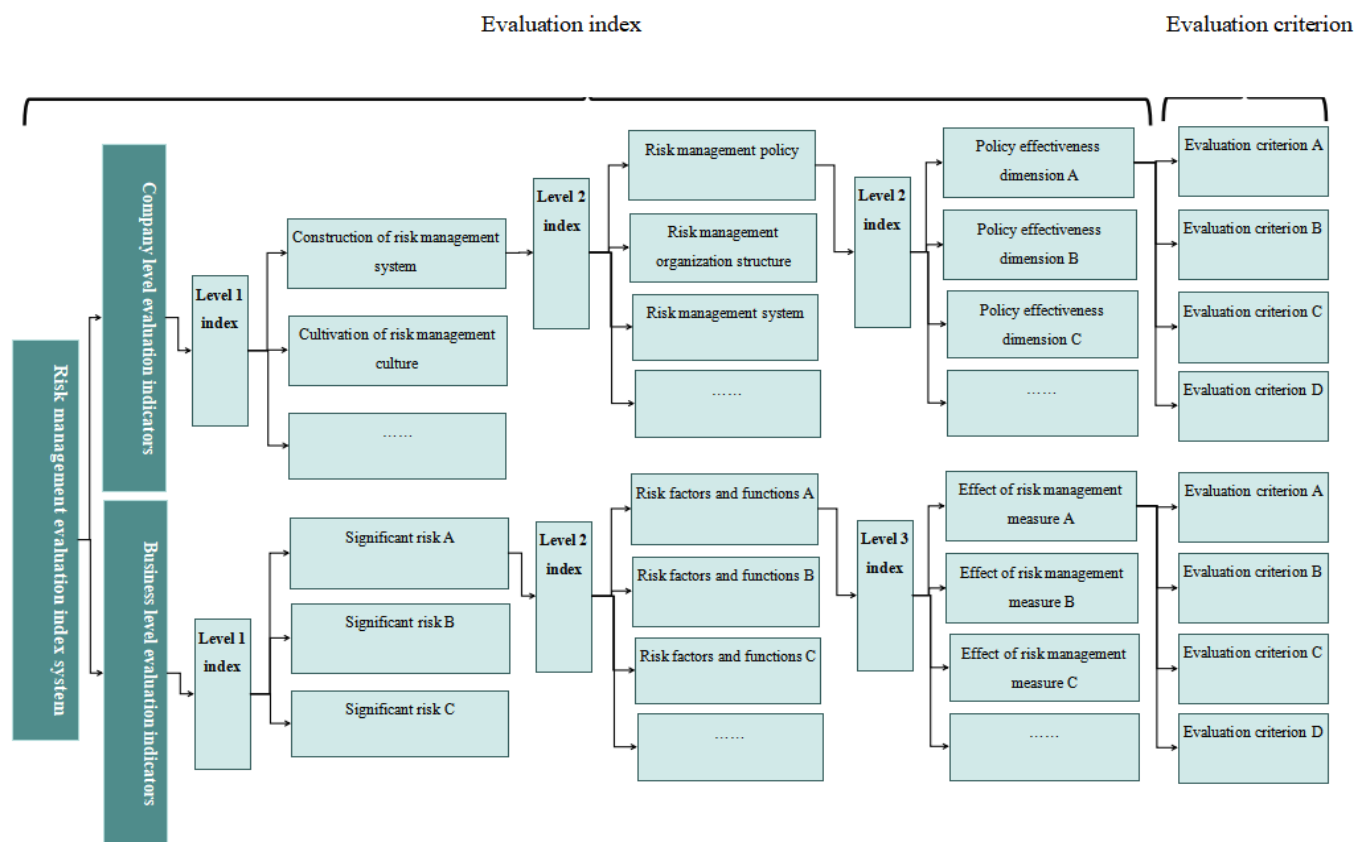 Evaluation index
Evaluation criterion
Risk management evaluation index system
Company level evaluation indicators
Level 1
index
Construction of risk management
system
Cultivation of risk management
culture
……
Level 2
index
Risk management policy
Risk management
organization structure
Risk management system
……
Level 2
index
Policy effectiveness
dimension A
Policy effectiveness
dimension B
Policy effectiveness
dimension C
……
Evaluation criterion A
Evaluation criterion B
Evaluation criterion C
Evaluation criterion D
Business level evaluation indicators
Level 1
index
Significant risk A
Significant risk B
Significant risk C
Level 2
index
Risk factors and functions A
Risk factors and functions B
Risk factors and functions C
……
Level 3
index
Effect of risk management
measure A
Effect of risk management
measure B
Effect of risk management
measure C
……
Evaluation criterion A
Evaluation criterion B
Evaluation criterion C
Evaluation criterion D